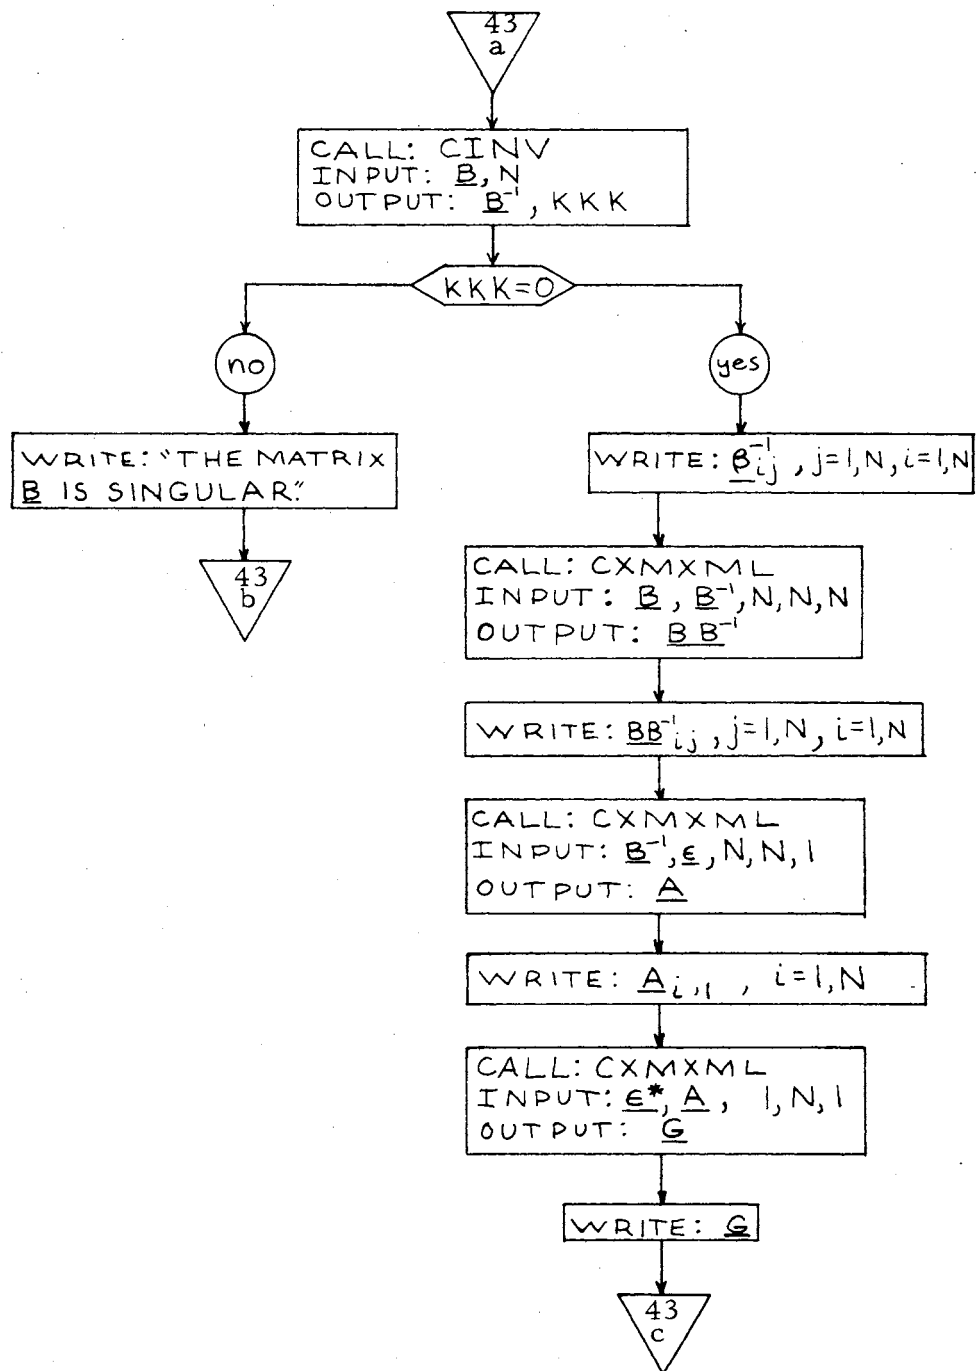 43
a
CALL: CINV
INPUT: B, N
OUTPUT: B⁻¹, KKK
KKK=0
no
yes
WRITE: "THE MATRIX
B IS SINGULAR."
43
b
WRITE: B⁻¹ij, j=1,N, i=1,N
CALL: CXMXML
INPUT: B, B⁻¹, N, N, N
OUTPUT: B B⁻¹
WRITE: BB⁻¹ij, j=1,N, i=1,N
CALL: CXMXML
INPUT: B⁻¹, ε, N, N, 1
OUTPUT: A
WRITE: A i,1 , i=1,N
CALL: CXMXML
INPUT: ε*, A, 1, N, 1
OUTPUT: G
WRITE: G
43
c